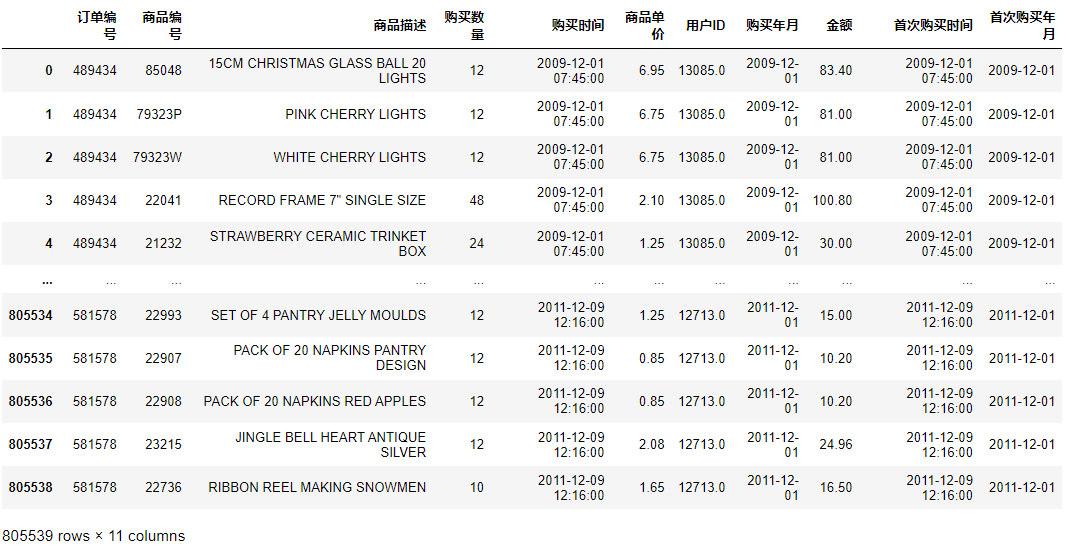 订单编号 商品编号 商品描述 购买数量 购买时间 商品单价 用户ID 购买年月 金额 首次购买时间 首次购买年月
0 489434 85048 15CM CHRISTMAS GLASS BALL 20 LIGHTS 12 2009-12-01 07:45:00 6.95 13085.0 2009-12-01 83.40 2009-12-01 07:45:00 2009-12-01
1 489434 79323P PINK CHERRY LIGHTS 12 2009-12-01 07:45:00 6.75 13085.0 2009-12-01 81.00 2009-12-01 07:45:00 2009-12-01
2 489434 79323W WHITE CHERRY LIGHTS 12 2009-12-01 07:45:00 6.75 13085.0 2009-12-01 81.00 2009-12-01 07:45:00 2009-12-01
3 489434 22041 RECORD FRAME 7" SINGLE SIZE 48 2009-12-01 07:45:00 2.10 13085.0 2009-12-01 100.80 2009-12-01 07:45:00 2009-12-01
4 489434 21232 STRAWBERRY CERAMIC TRINKET BOX 24 2009-12-01 07:45:00 1.25 13085.0 2009-12-01 30.00 2009-12-01 07:45:00 2009-12-01
... ... ... ... ... ... ... ... ... ... ... ...
805534 581578 22993 SET OF 4 PANTRY JELLY MOULDS 12 2011-12-09 12:16:00 1.25 12713.0 2011-12-01 15.00 2011-12-09 12:16:00 2011-12-01
805535 581578 22907 PACK OF 20 NAPKINS PANTRY DESIGN 12 2011-12-09 12:16:00 0.85 12713.0 2011-12-01 10.20 2011-12-09 12:16:00 2011-12-01
805536 581578 22908 PACK OF 20 NAPKINS RED APPLES 12 2011-12-09 12:16:00 0.85 12713.0 2011-12-01 10.20 2011-12-09 12:16:00 2011-12-01
805537 581578 23215 JINGLE BELL HEART ANTIQUE SILVER 12 2011-12-09 12:16:00 2.08 12713.0 2011-12-01 24.96 2011-12-09 12:16:00 2011-12-01
805538 581578 22736 RIBBON REEL MAKING SNOWMEN 10 2011-12-09 12:16:00 1.65 12713.0 2011-12-01 16.50 2011-12-09 12:16:00 2011-12-01
805539 rows × 11 columns